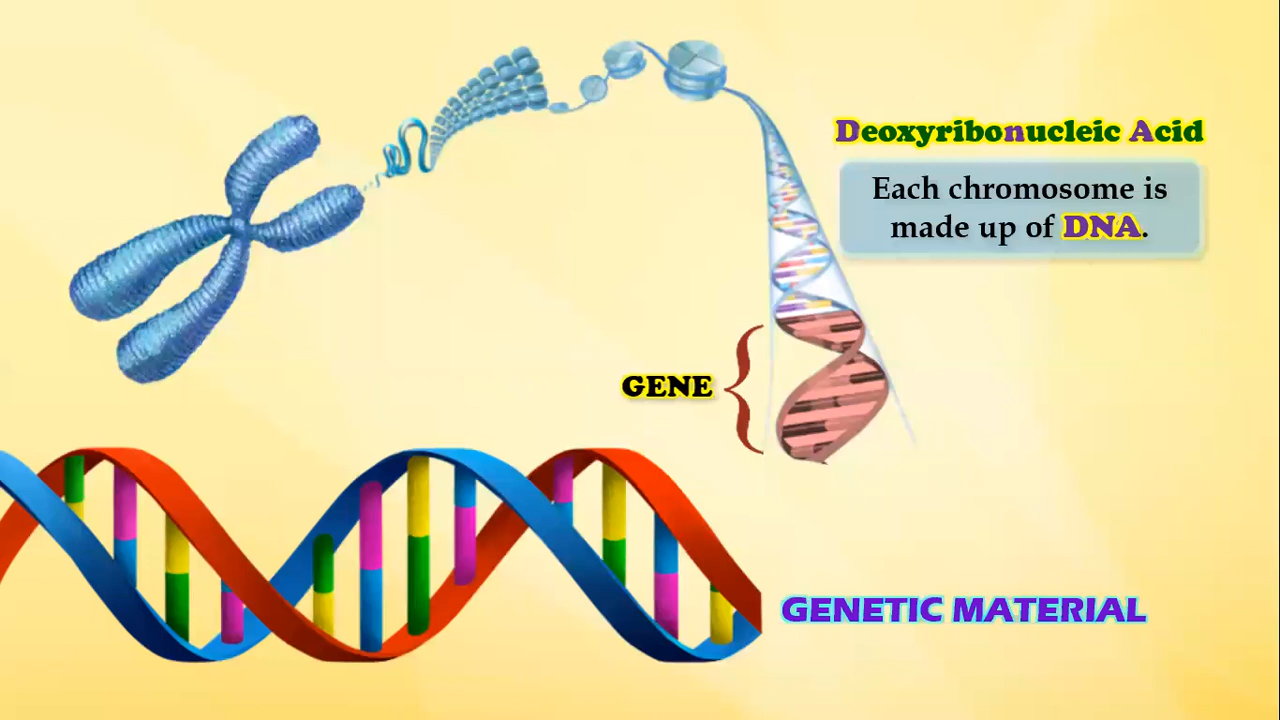 Deoxyribonucleic Acid
Each chromosome is
made up of DNA.
GENE
GENETIC MATERIAL